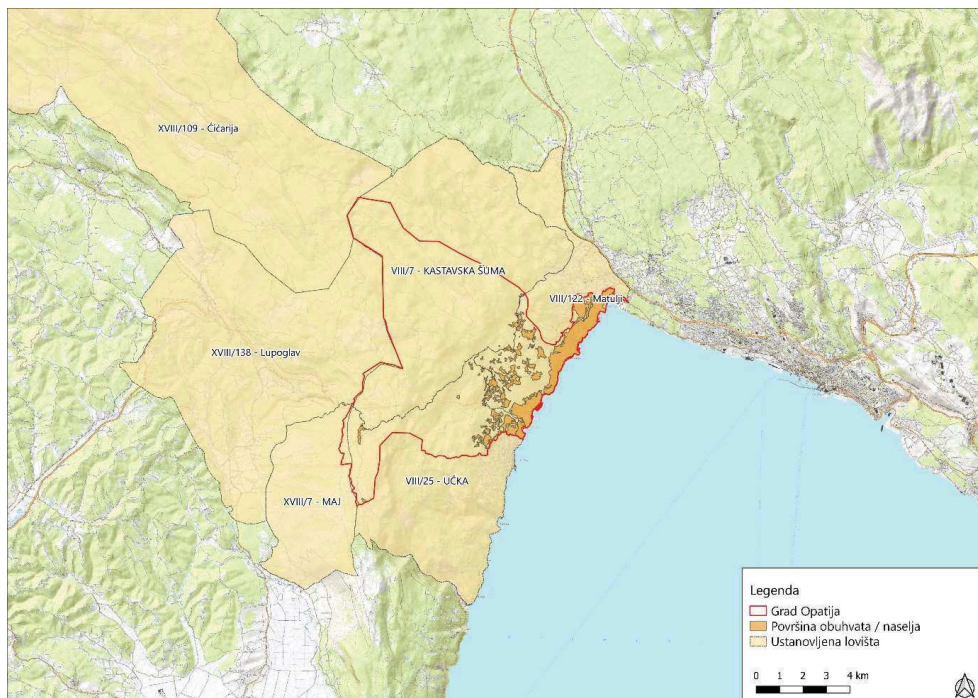 XVIII/109 - Ćićarija
VIII/7 - KASTAVSKA ŠUMA
VIII/122 - Matulji
XVIII/138 - Lupoglav
VIII/25 - UČKA
XVIII/7 - MAJ
Legenda
Grad Opatija
Površina obuhvata / naselja
Ustanovljena lovišta
0 1 2 3 4 km